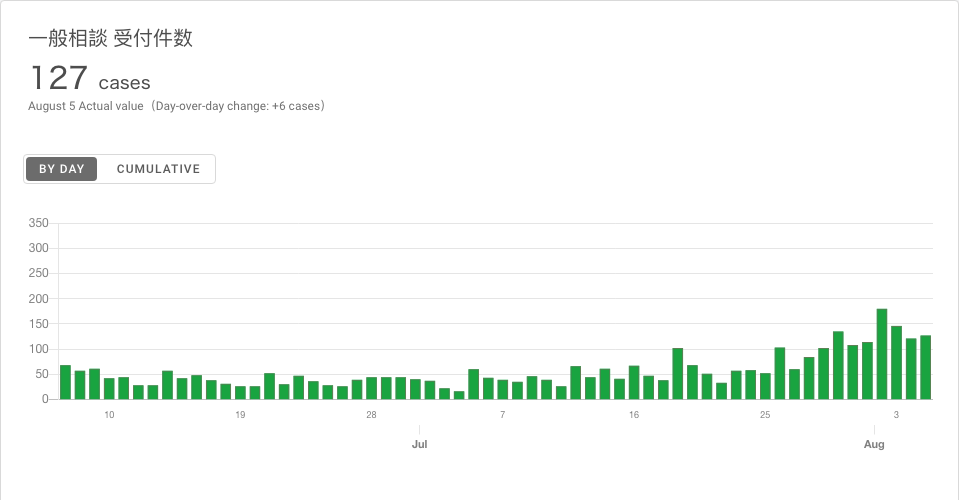 一般相談 受付件数
127 cases
August 5 Actual value（Day-over-day change: +6 cases）
BY DAY CUMULATIVE
350
300
250
200
150
100
50
0
10 19 28 7 16 25 3
Jul Aug